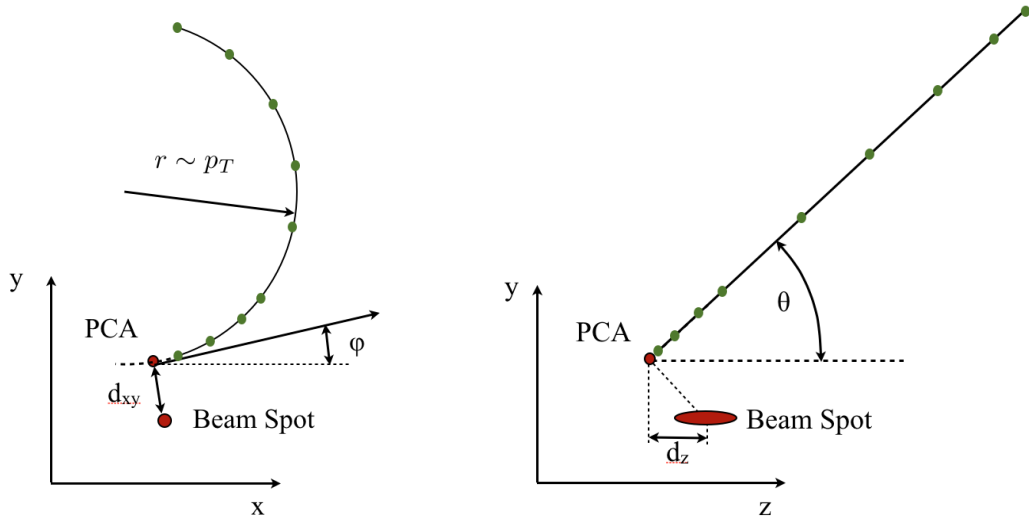 r ∼ p_T
y
PCA
φ
d_xy
Beam Spot
x
y
θ
PCA
Beam Spot
d_z
z